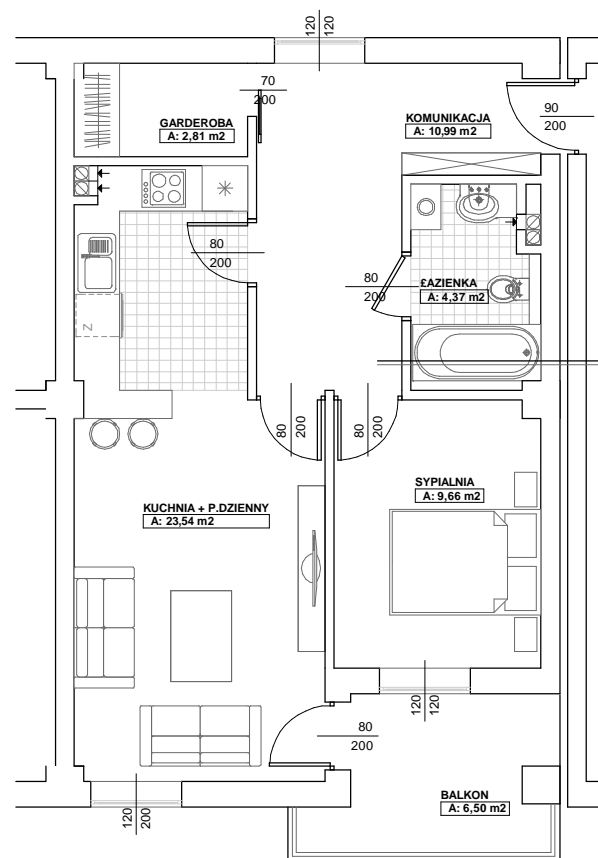 120
120
70
200
GARDEROBA
A: 2,81 m2
KOMUNIKACJA
A: 10,99 m2
90
200
80
200
80
200
£AZIENKA
A: 4,37 m2
Z
80
200
80
200
SYPIALNIA
A: 9,66 m2
KUCHNIA + P.DZIENNY
A: 23,54 m2
120
120
80
200
BALKON
A: 6,50 m2
120
200